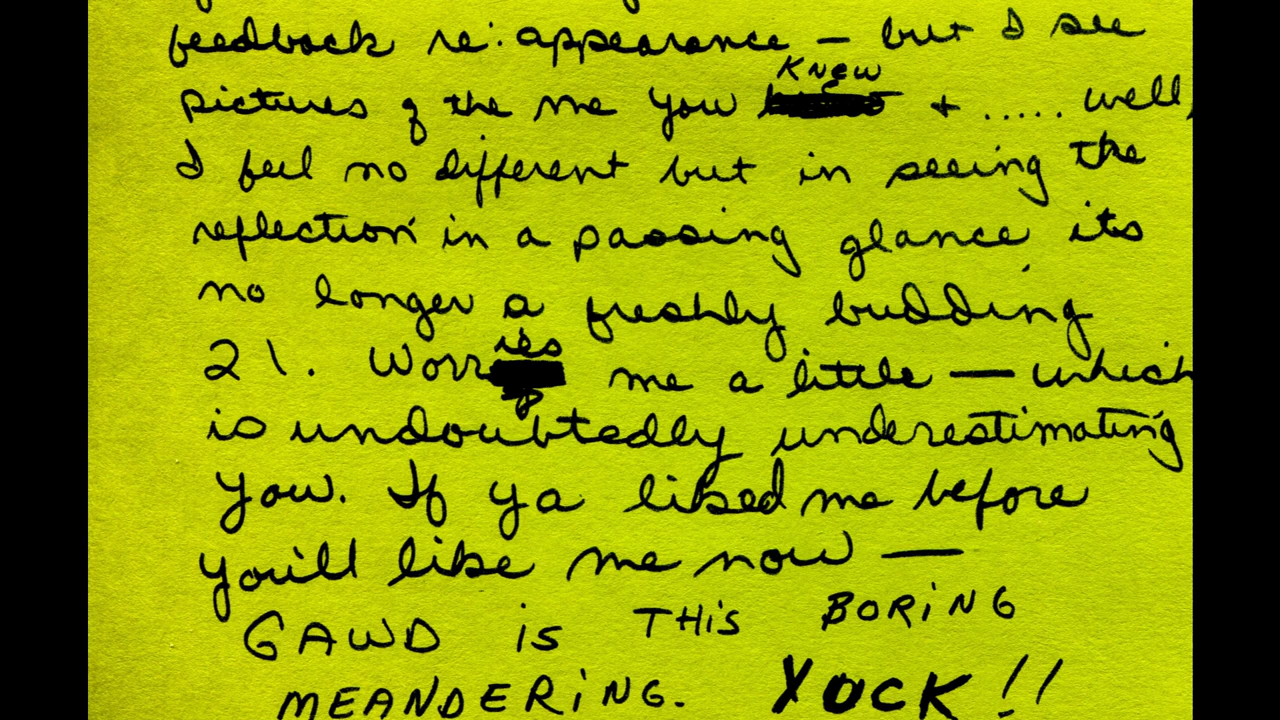 feedback re: appearance — but I see
pictures of the me you knew + ..... well,
I feel no different but in seeing the
reflection in a passing glance its
no longer a freshly budding
21. Worries me a little — which
is undoubtedly underestimating
you. If ya liked me before
you'll like me now —
GAWD is THiS BORiNG
MEANDERiNG. YOCK!!